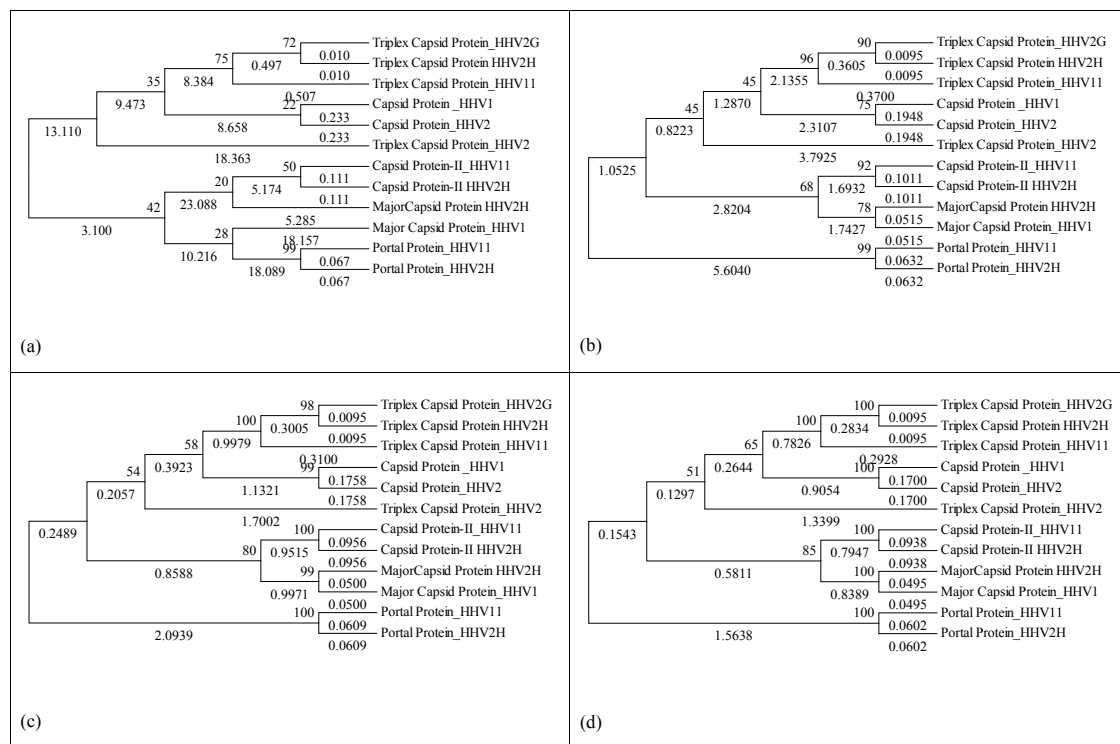 72 Triplex Capsid Protein_HHV2G
75 0.010
0.497 Triplex Capsid Protein HHV2H
35 0.010
8.384 Triplex Capsid Protein_HHV11
0.507
9.473 22 Capsid Protein _HHV1
0.233
8.658 Capsid Protein_HHV2
13.110 0.233
Triplex Capsid Protein_HHV2
18.363
50 Capsid Protein-II_HHV11
20 0.111
5.174 Capsid Protein-II HHV2H
23.088 0.111
42 MajorCapsid Protein HHV2H
5.285
3.100 28 Major Capsid Protein_HHV1
18.157
10.216 99 Portal Protein_HHV11
0.067
18.089 Portal Protein_HHV2H
0.067
(a)
90 Triplex Capsid Protein_HHV2G
96 0.0095
0.3605 Triplex Capsid Protein HHV2H
45 0.0095
2.1355 Triplex Capsid Protein_HHV11
0.3700
45 1.2870 75 Capsid Protein _HHV1
0.1948
0.8223 2.3107 Capsid Protein_HHV2
0.1948
Triplex Capsid Protein_HHV2
3.7925
1.0525 92 Capsid Protein-II_HHV11
0.1011
68 1.6932 Capsid Protein-II HHV2H
0.1011
2.8204 78 MajorCapsid Protein HHV2H
0.0515
1.7427 Major Capsid Protein_HHV1
0.0515
99 Portal Protein_HHV11
0.0632
5.6040 Portal Protein_HHV2H
0.0632
(b)
98 Triplex Capsid Protein_HHV2G
100 0.0095
0.3005 Triplex Capsid Protein HHV2H
58 0.0095
0.9979 Triplex Capsid Protein_HHV11
0.3100
54 0.3923 99 Capsid Protein _HHV1
0.1758
0.2057 1.1321 Capsid Protein_HHV2
0.1758
Triplex Capsid Protein_HHV2
1.7002
0.2489 100 Capsid Protein-II_HHV11
0.0956
80 0.9515 Capsid Protein-II HHV2H
0.0956
0.8588 99 MajorCapsid Protein HHV2H
0.0500
0.9971 Major Capsid Protein_HHV1
0.0500
100 Portal Protein_HHV11
0.0609
2.0939 Portal Protein_HHV2H
0.0609
(c)
100 Triplex Capsid Protein_HHV2G
100 0.0095
0.2834 Triplex Capsid Protein HHV2H
65 0.0095
0.7826 Triplex Capsid Protein_HHV11
0.2928
51 0.2644 100 Capsid Protein _HHV1
0.1700
0.1297 0.9054 Capsid Protein_HHV2
0.1700
Triplex Capsid Protein_HHV2
1.3399
0.1543 100 Capsid Protein-II_HHV11
0.0938
85 0.7947 Capsid Protein-II HHV2H
0.0938
0.5811 100 MajorCapsid Protein HHV2H
0.0495
0.8389 Major Capsid Protein_HHV1
0.0495
100 Portal Protein_HHV11
0.0602
1.5638 Portal Protein_HHV2H
0.0602
(d)